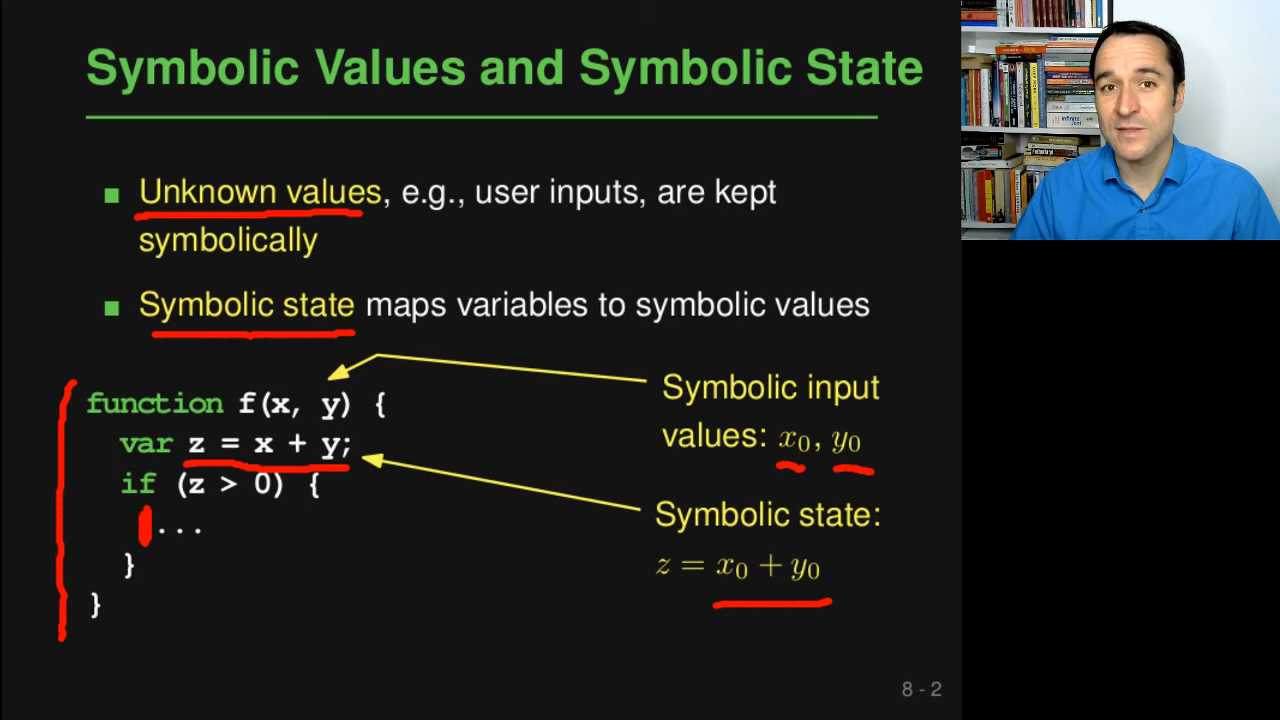 Symbolic Values and Symbolic State
■ Unknown values, e.g., user inputs, are kept
symbolically
■ Symbolic state maps variables to symbolic values
function f(x, y) {
var z = x + y;
if (z > 0) {
...
}
}
Symbolic input
values: x₀, y₀
Symbolic state:
z = x₀ + y₀
8 - 2
infinite